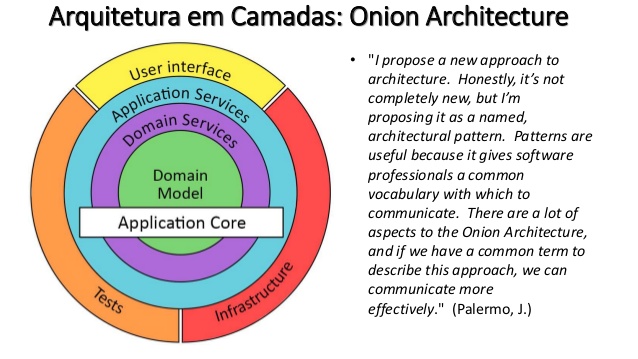 Arquitetura em Camadas: Onion Architecture
User interface
Application Services
Domain Services
Domain
Model
Application Core
Tests
Infrastructure
• "I propose a new approach to
architecture. Honestly, it's not
completely new, but I'm
proposing it as a named,
architectural pattern. Patterns are
useful because it gives software
professionals a common
vocabulary with which to
communicate. There are a lot of
aspects to the Onion Architecture,
and if we have a common term to
describe this approach, we can
communicate more
effectively." (Palermo, J.)